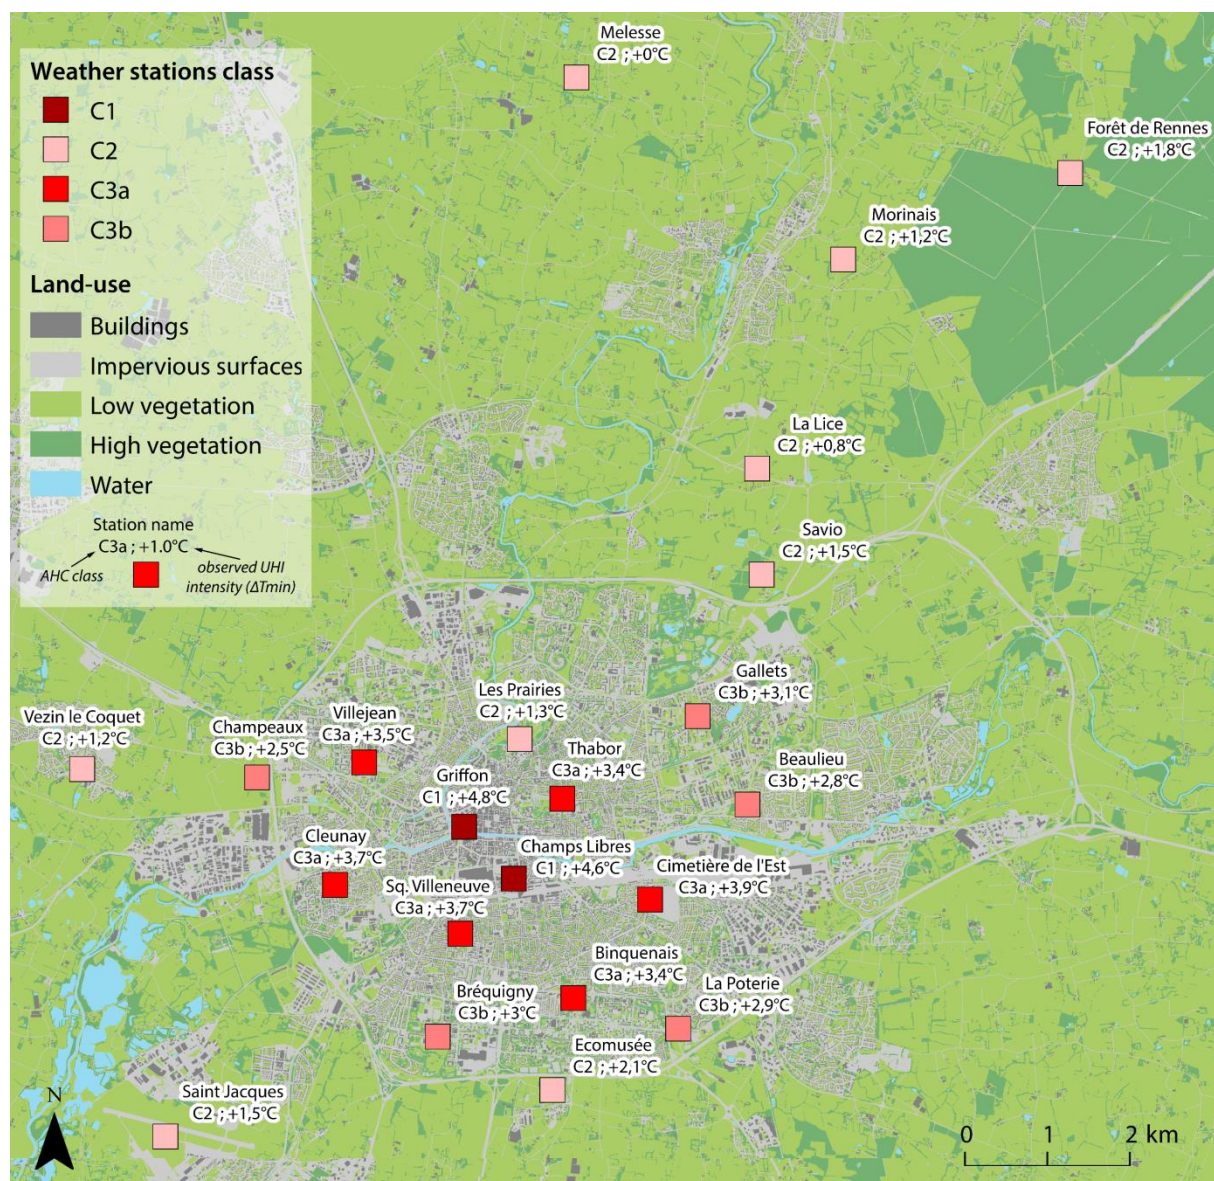 Weather stations class
C1
C2
C3a
C3b
Land-use
Buildings
Impervious surfaces
Low vegetation
High vegetation
Water
Station name
C3a ; +1.0°C
AHC class
observed UHI
intensity (ΔTmin)
Melesse
C2 ; +0°C
Forêt de Rennes
C2 ; +1,8°C
Morinais
C2 ; +1,2°C
La Lice
C2 ; +0,8°C
Savio
C2 ; +1,5°C
Gallets
C3b ; +3,1°C
Les Prairies
C2 ; +1,3°C
Vezin le Coquet
C2 ; +1,2°C
Champeaux
C3b ; +2,5°C
Villejean
C3a ; +3,5°C
Thabor
C3a ; +3,4°C
Beaulieu
C3b ; +2,8°C
Griffon
C1 ; +4,8°C
Cleunay
C3a ; +3,7°C
Champs Libres
C1 ; +4,6°C
Cimetière de l'Est
C3a ; +3,9°C
Sq. Villeneuve
C3a ; +3,7°C
Binquenais
C3a ; +3,4°C
La Poterie
C3b ; +2,9°C
Bréquigny
C3b ; +3°C
Ecomusée
C2 ; +2,1°C
Saint Jacques
C2 ; +1,5°C
N
0 1 2 km